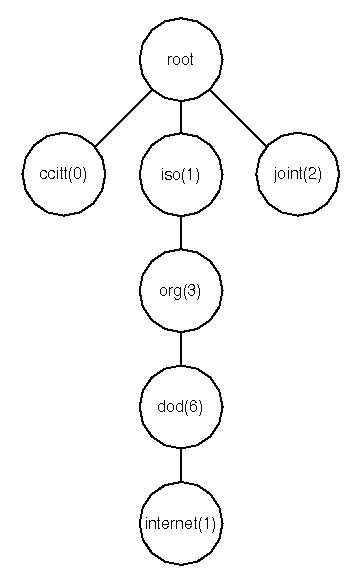 root
ccitt(0)
iso(1)
joint(2)
org(3)
dod(6)
internet(1)